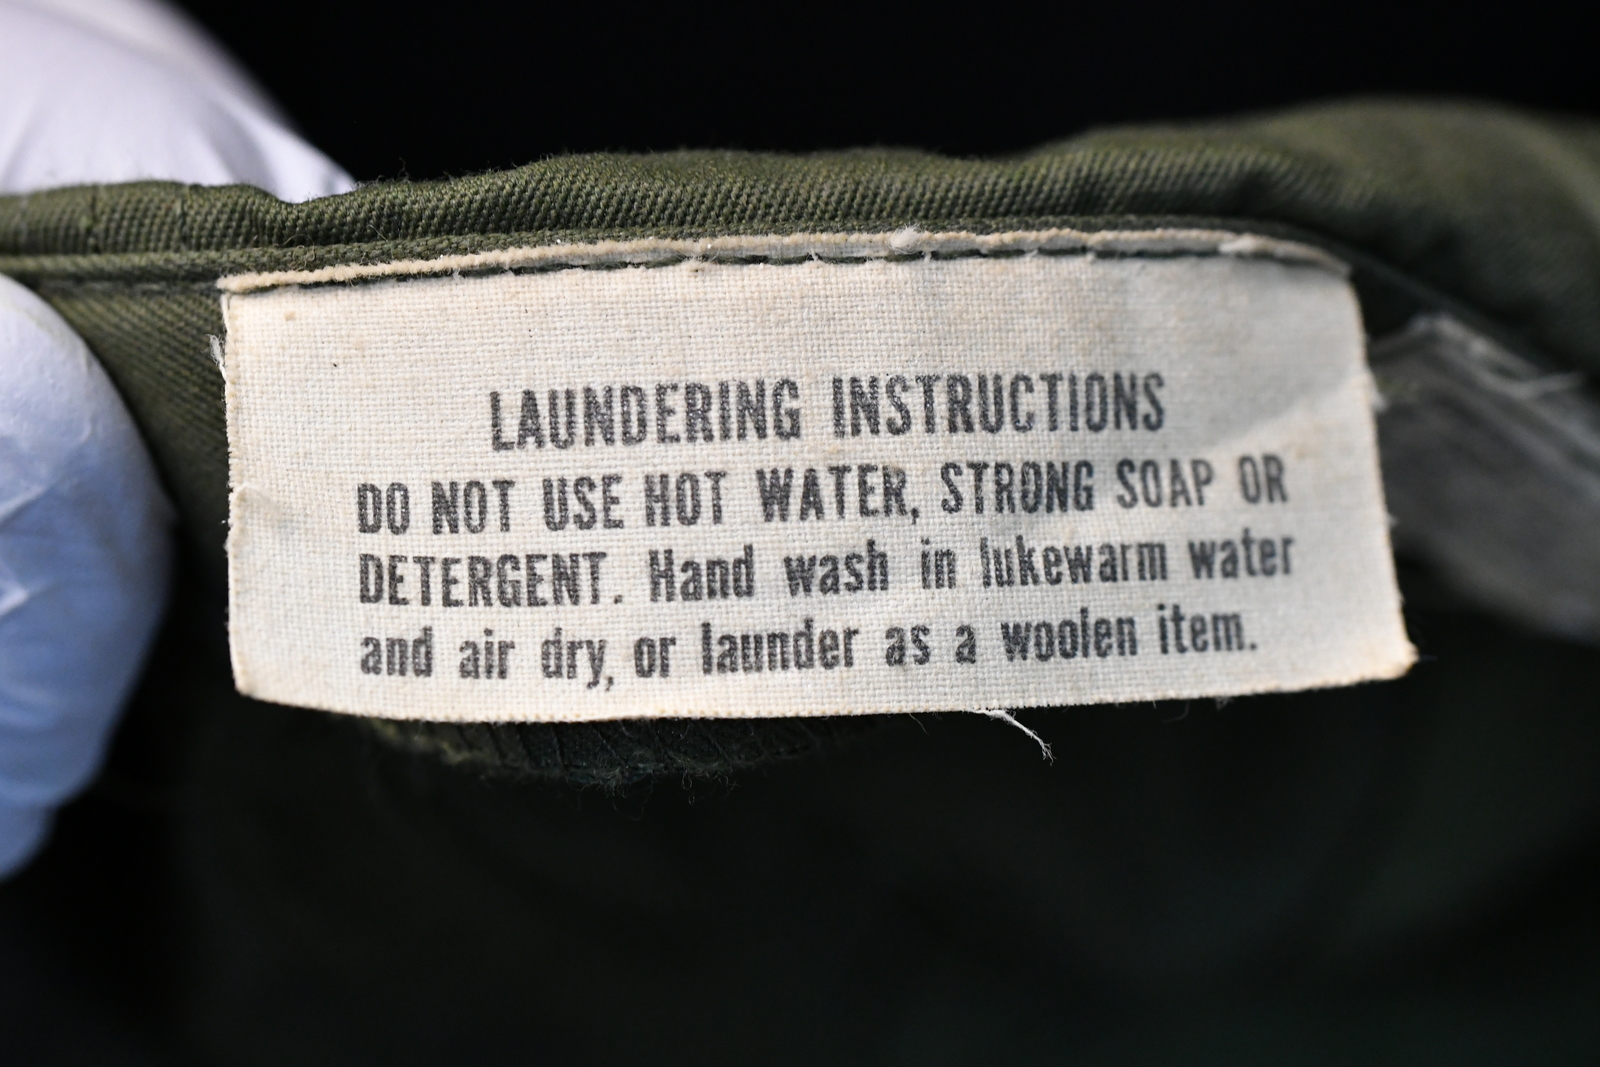 LAUNDERING INSTRUCTIONS
DO NOT USE HOT WATER, STRONG SOAP OR
DETERGENT. Hand wash in lukewarm water
and air dry, or launder as a woolen item.